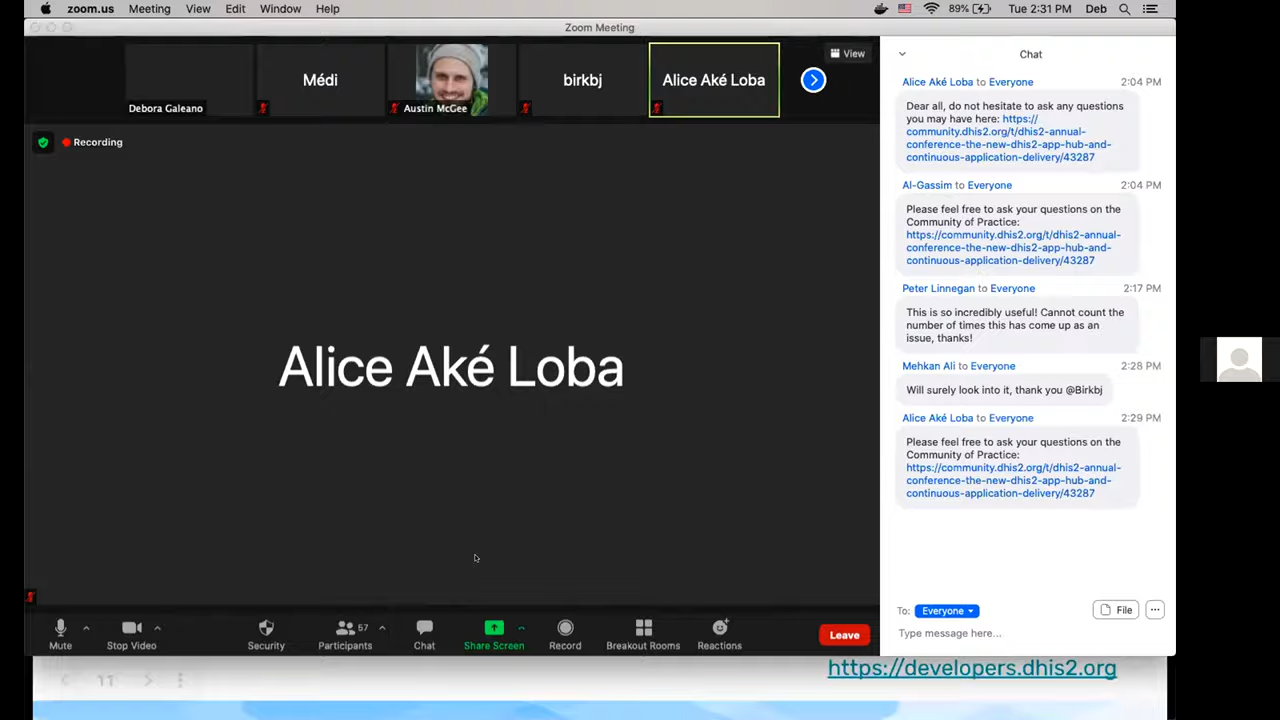 zoom.us Meeting View Edit Window Help
89% Tue 2:31 PM Deb
Zoom Meeting
Debora Galeano
Médi
Austin McGee
birkbj
Alice Aké Loba
View
Recording
Alice Aké Loba
Mute
Stop Video
Security
57
Participants
Chat
Share Screen
Record
Breakout Rooms
Reactions
Leave
Chat
Alice Aké Loba to Everyone 2:04 PM
Dear all, do not hesitate to ask any questions
you may have here: https://
community.dhis2.org/t/dhis2-annual-
conference-the-new-dhis2-app-hub-and-
continuous-application-delivery/43287
Al-Gassim to Everyone 2:04 PM
Please feel free to ask your questions on the
Community of Practice:
https://community.dhis2.org/t/dhis2-annual-
conference-the-new-dhis2-app-hub-and-
continuous-application-delivery/43287
Peter Linnegan to Everyone 2:17 PM
This is so incredibly useful! Cannot count the
number of times this has come up as an
issue, thanks!
Mehkan Ali to Everyone 2:28 PM
Will surely look into it, thank you @Birkbj
Alice Aké Loba to Everyone 2:29 PM
Please feel free to ask your questions on the
Community of Practice:
https://community.dhis2.org/t/dhis2-annual-
conference-the-new-dhis2-app-hub-and-
continuous-application-delivery/43287
To: Everyone File ...
Type message here...
11
https://developers.dhis2.org